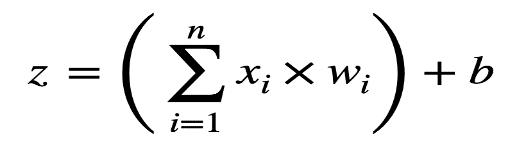 z = ( ∑_{i=1}^{n} x_i × w_i ) + b